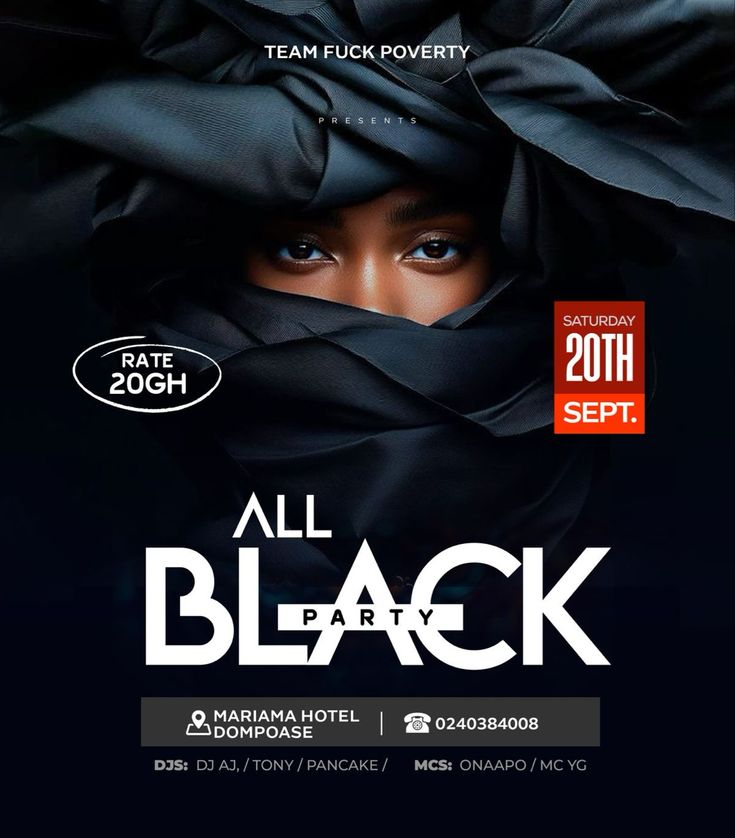 TEAM FUCK POVERTY
PRESENTS
RATE
20GH
SATURDAY
20TH
SEPT.
ALL
BLACK
PARTY
MARIAMA HOTEL
DOMPOASE
0240384008
DJS: DJ AJ, / TONY / PANCAKE / MCS: ONAAPO / MC YG